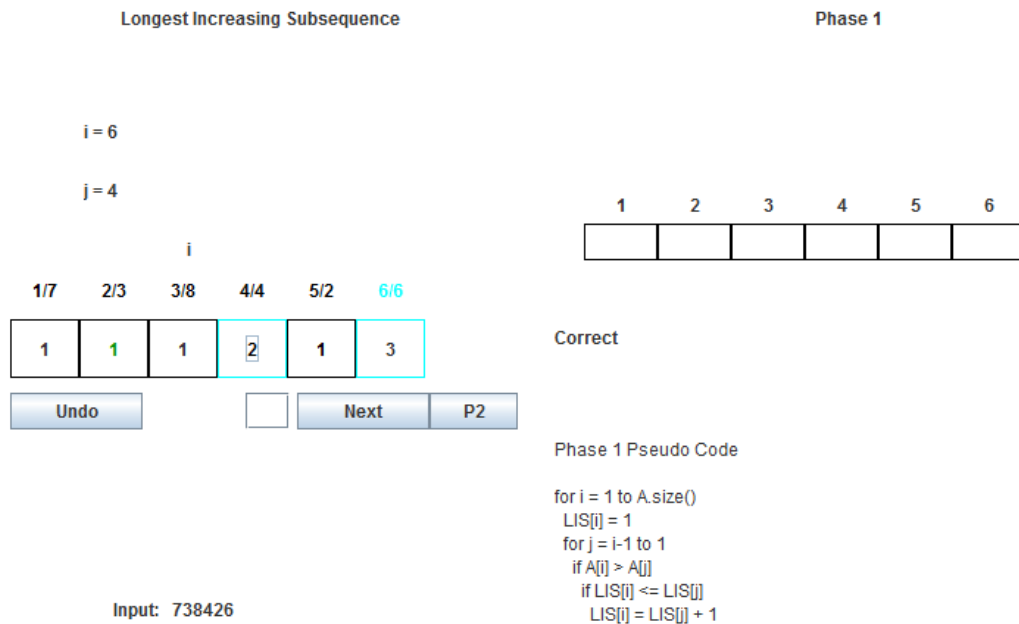 Longest Increasing Subsequence
Phase 1
i = 6
j = 4
1 2 3 4 5 6
i
1/7 2/3 3/8 4/4 5/2 6/6
1 1 1 2 1 3
Correct
Undo Next P2
Phase 1 Pseudo Code
for i = 1 to A.size()
LIS[i] = 1
for j = i-1 to 1
if A[i] > A[j]
if LIS[i] <= LIS[j]
LIS[i] = LIS[j] + 1
Input: 738426